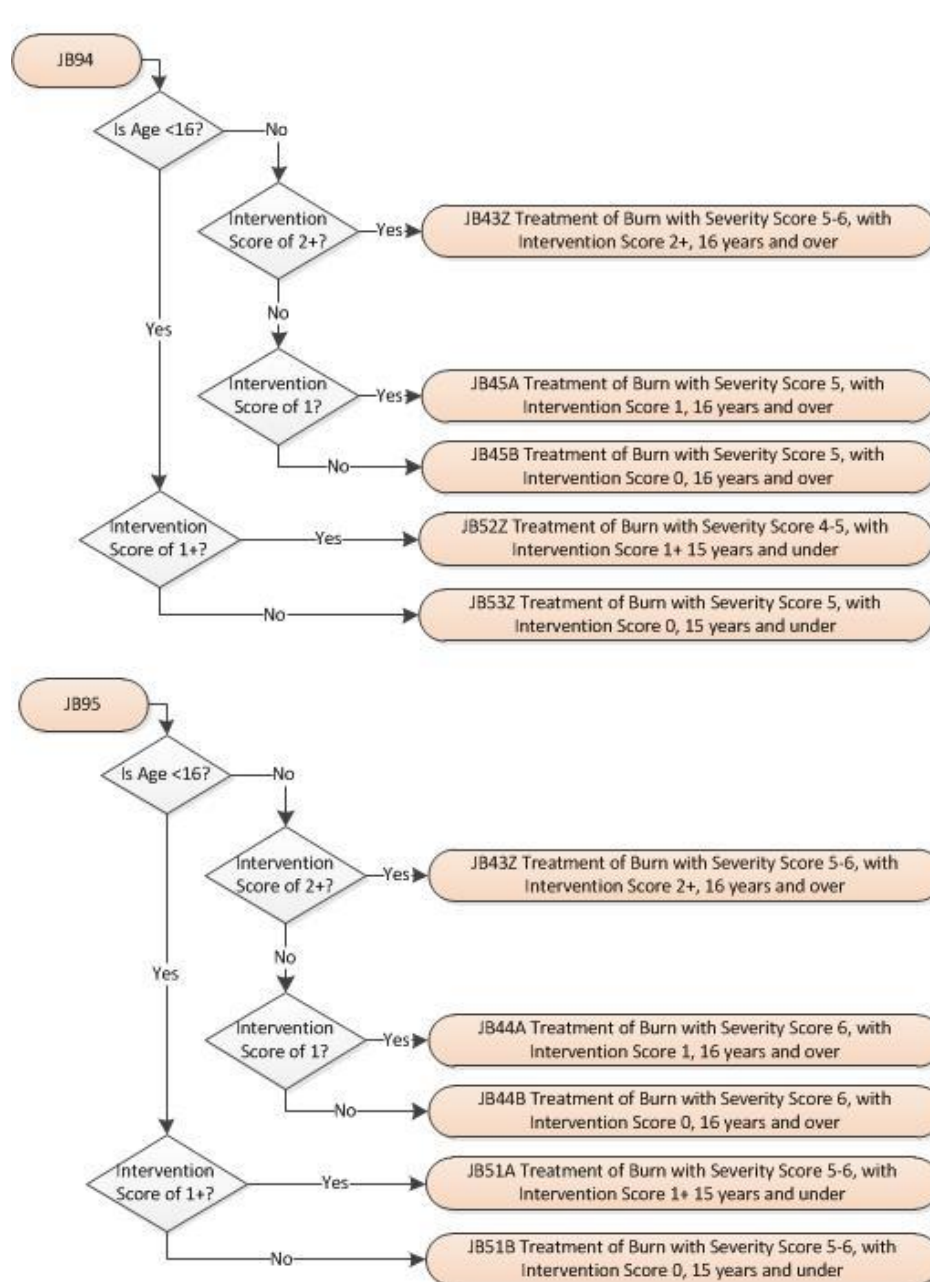 JB94
Is Age <16?
No
Intervention
Score of 2+?
Yes
JB43Z Treatment of Burn with Severity Score 5-6, with
Intervention Score 2+, 16 years and over
No
Yes
Intervention
Score of 1?
Yes
JB45A Treatment of Burn with Severity Score 5, with
Intervention Score 1, 16 years and over
No
JB45B Treatment of Burn with Severity Score 5, with
Intervention Score 0, 16 years and over
Intervention
Score of 1+?
Yes
JB52Z Treatment of Burn with Severity Score 4-5, with
Intervention Score 1+ 15 years and under
No
JB53Z Treatment of Burn with Severity Score 5, with
Intervention Score 0, 15 years and under
JB95
Is Age <16?
No
Intervention
Score of 2+?
Yes
JB43Z Treatment of Burn with Severity Score 5-6, with
Intervention Score 2+, 16 years and over
No
Yes
Intervention
Score of 1?
Yes
JB44A Treatment of Burn with Severity Score 6, with
Intervention Score 1, 16 years and over
No
JB44B Treatment of Burn with Severity Score 6, with
Intervention Score 0, 16 years and over
Intervention
Score of 1+?
Yes
JB51A Treatment of Burn with Severity Score 5-6, with
Intervention Score 1+ 15 years and under
No
JB51B Treatment of Burn with Severity Score 5-6, with
Intervention Score 0, 15 years and under